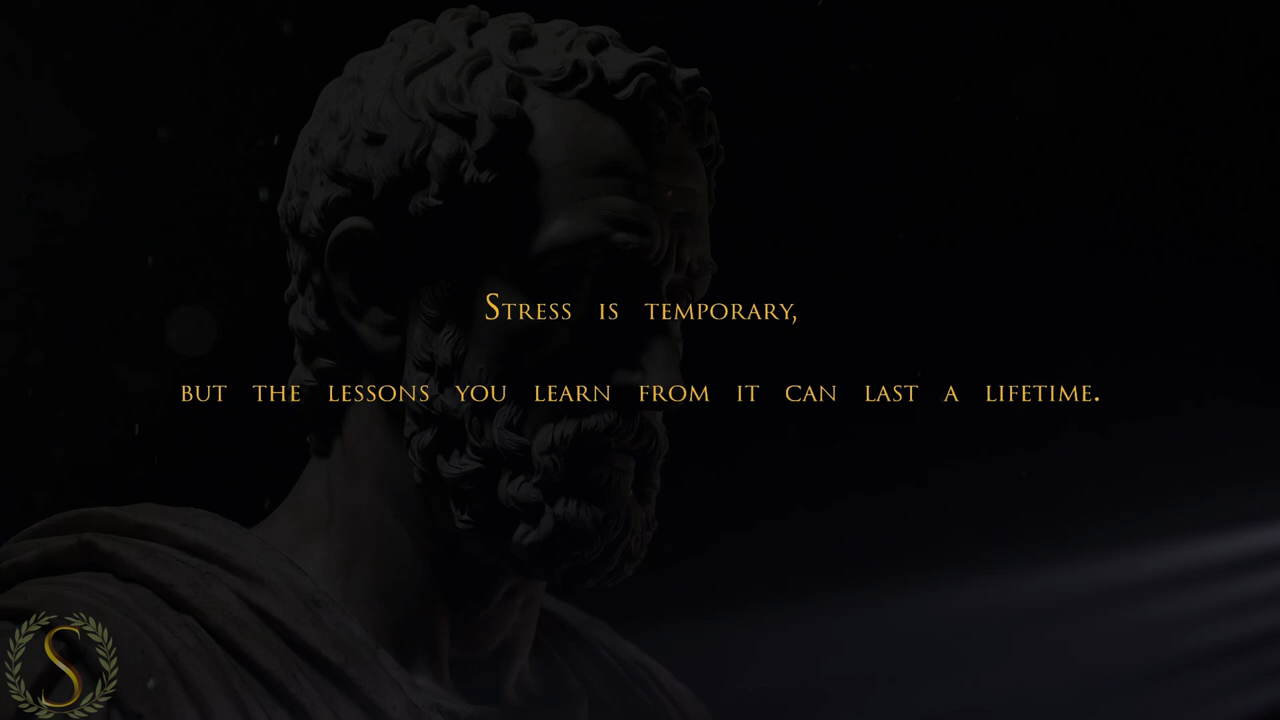 Stress is temporary,
but the lessons you learn from it can last a lifetime.
S